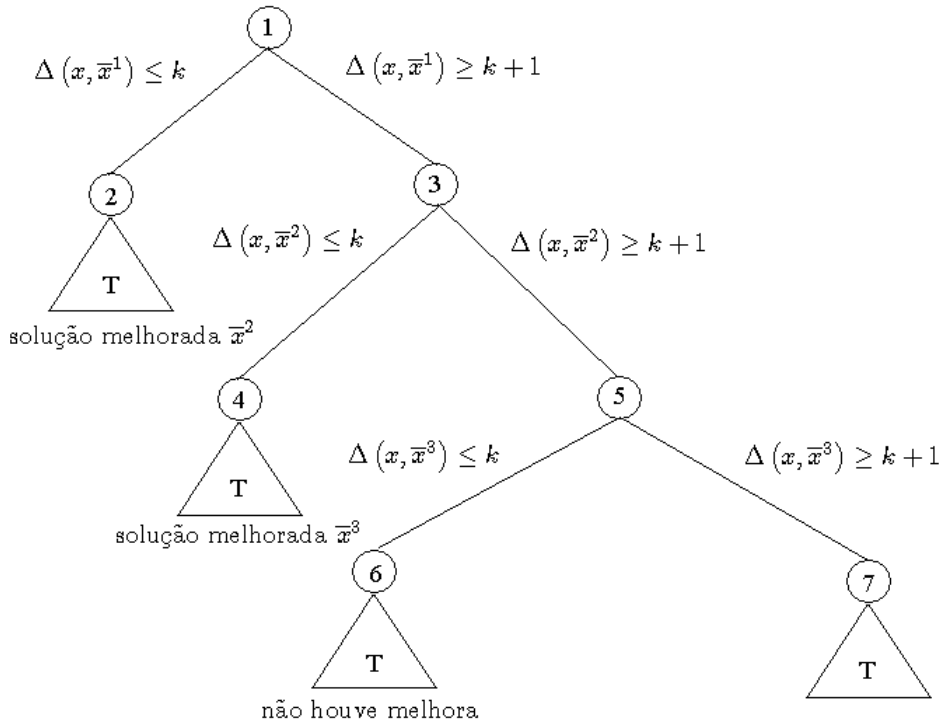 1
Δ (x, x̅¹) ≤ k
Δ (x, x̅¹) ≥ k + 1
2
3
T
solução melhorada x̅²
Δ (x, x̅²) ≤ k
Δ (x, x̅²) ≥ k + 1
4
5
T
solução melhorada x̅³
Δ (x, x̅³) ≤ k
Δ (x, x̅³) ≥ k + 1
6
7
T
T
não houve melhora